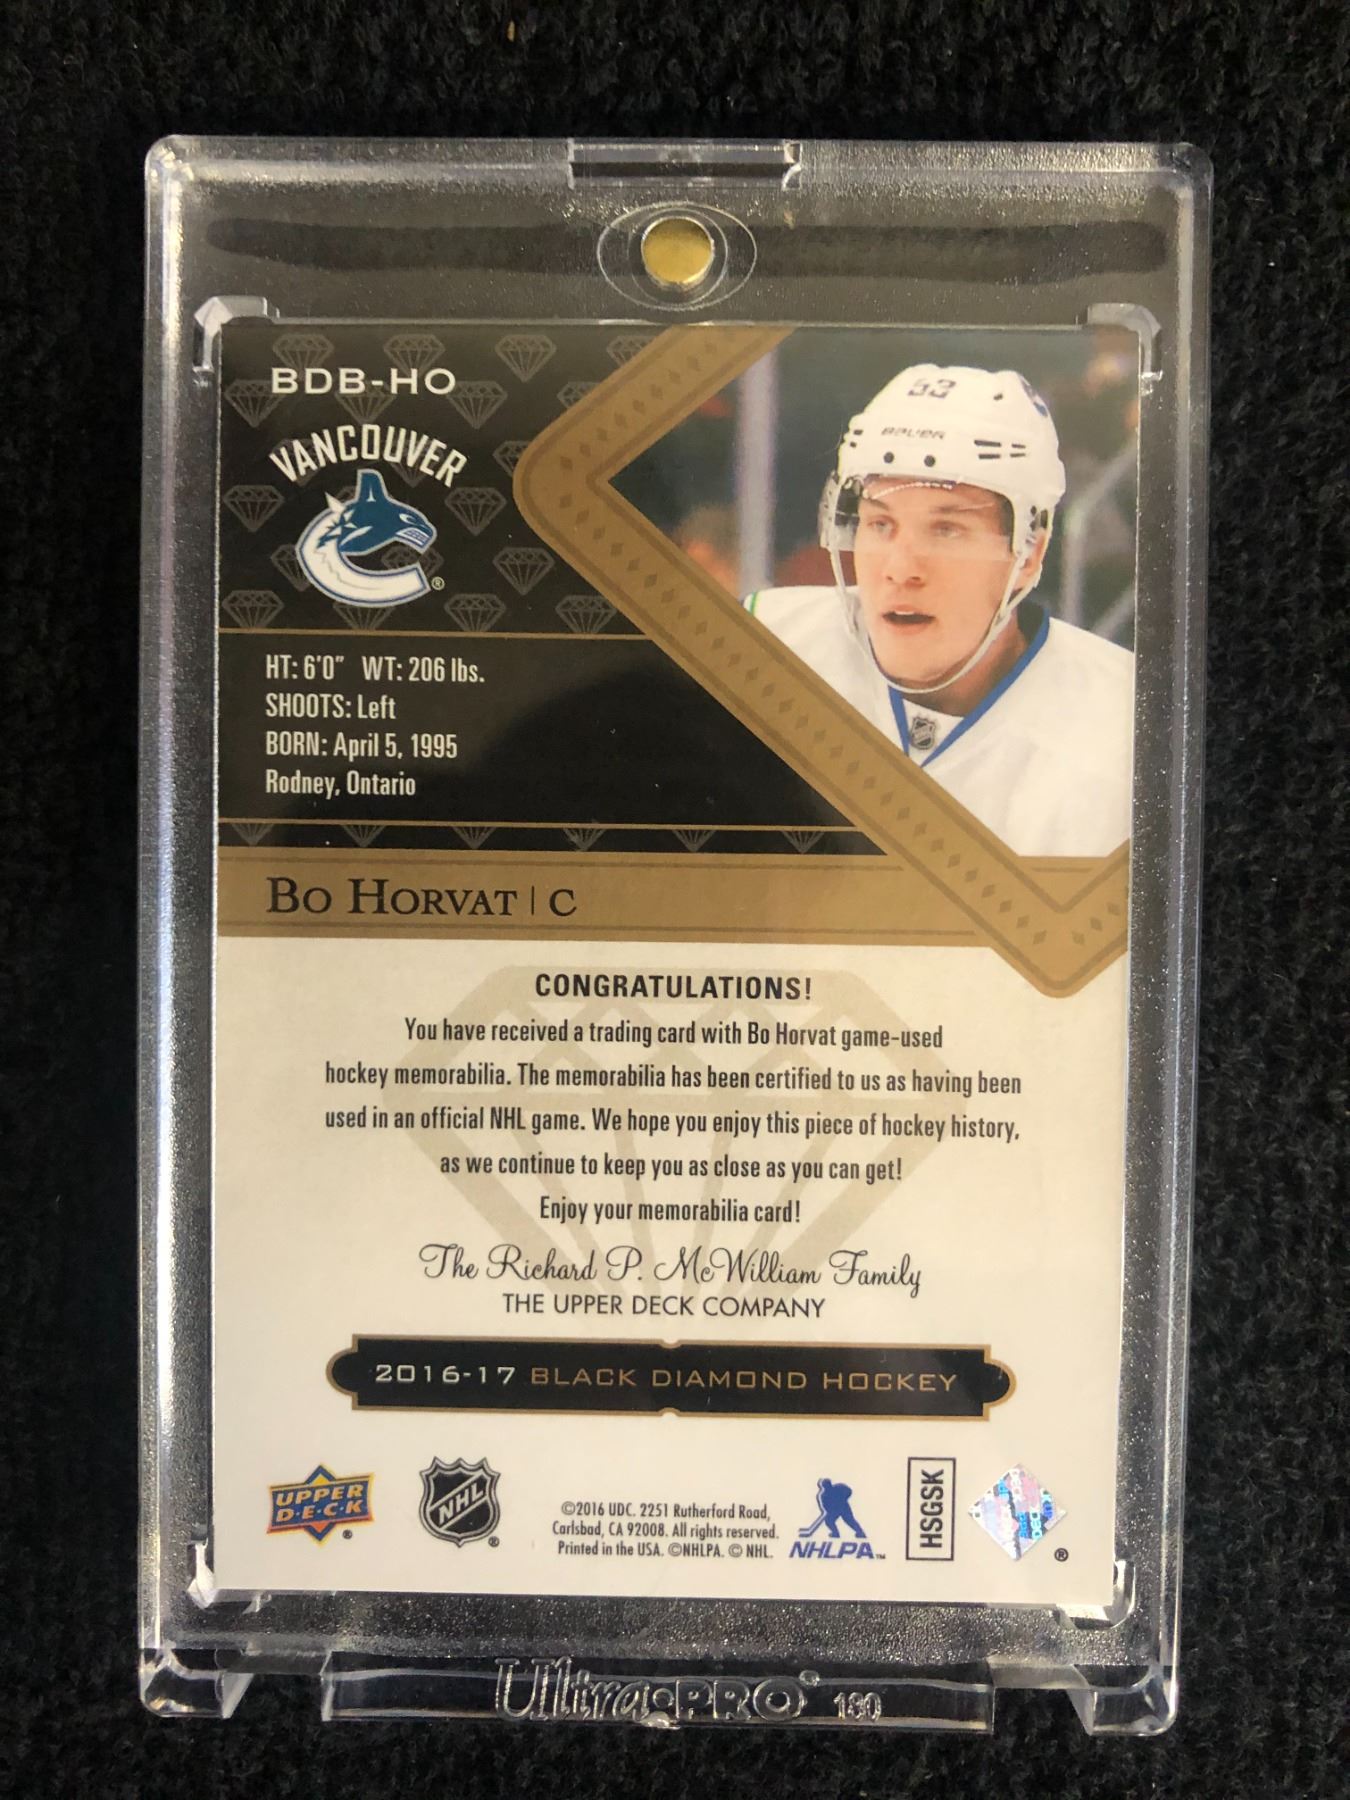 BDB-HO
VANCOUVER
®
53
BAUER
HT: 6'0" WT: 206 lbs.
SHOOTS: Left
BORN: April 5, 1995
Rodney, Ontario
BO HORVAT | C
CONGRATULATIONS!
You have received a trading card with Bo Horvat game-used
hockey memorabilia. The memorabilia has been certified to us as having been
used in an official NHL game. We hope you enjoy this piece of hockey history,
as we continue to keep you as close as you can get!
Enjoy your memorabilia card!
The Richard P. McWilliam Family
THE UPPER DECK COMPANY
2016-17 BLACK DIAMOND HOCKEY
UPPER
D·E·C·K
®
NHL
®
©2016 UDC. 2251 Rutherford Road,
Carlsbad, CA 92008. All rights reserved.
Printed in the USA. ©NHLPA. © NHL.
NHLPA™
HSGSK
®
Ultra·PRO® 180